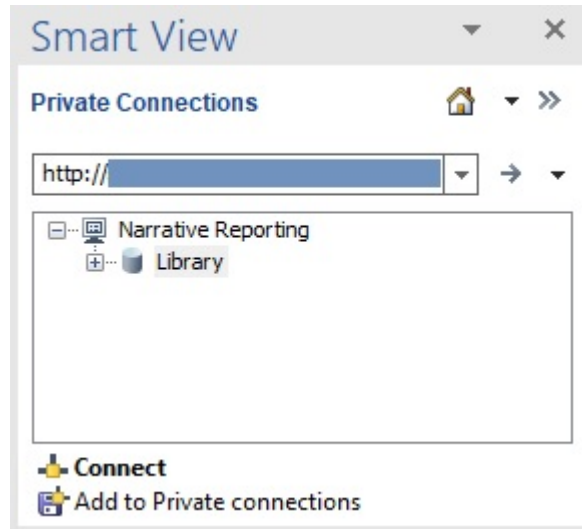 Smart View
Private Connections
http://
Narrative Reporting
Library
Connect
Add to Private connections